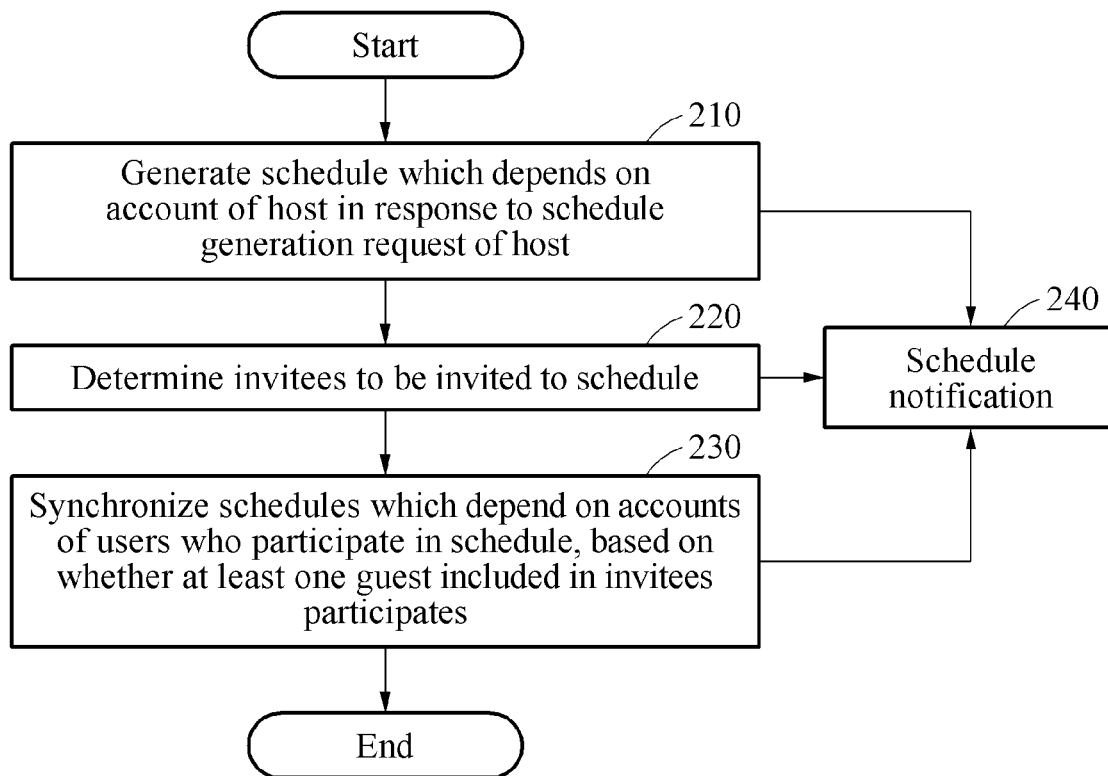 Start
210
Generate schedule which depends on
account of host in response to schedule
generation request of host
220
Determine invitees to be invited to schedule
240
Schedule
notification
230
Synchronize schedules which depend on accounts
of users who participate in schedule, based on
whether at least one guest included in invitees
participates
End